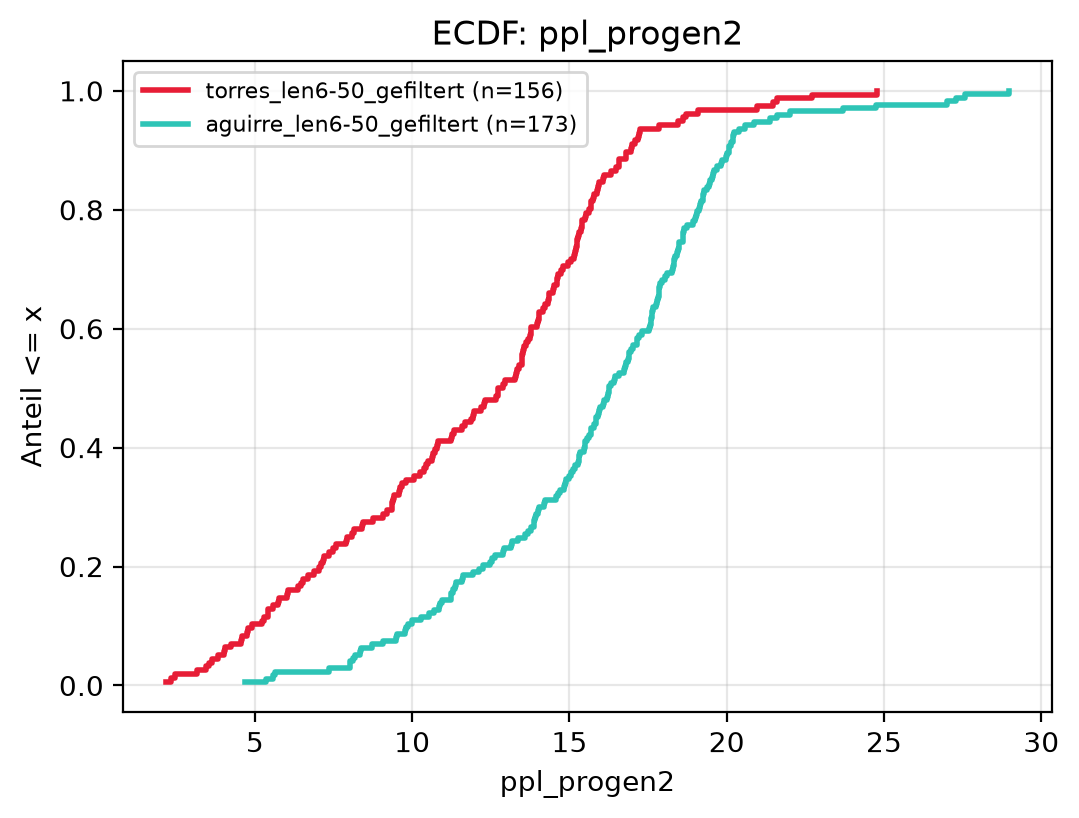 ECDF: ppl_progen2
torres_len6-50_gefiltert (n=156)
aguirre_len6-50_gefiltert (n=173)
Anteil <= x
1.0
0.8
0.6
0.4
0.2
0.0
5 10 15 20 25 30
ppl_progen2